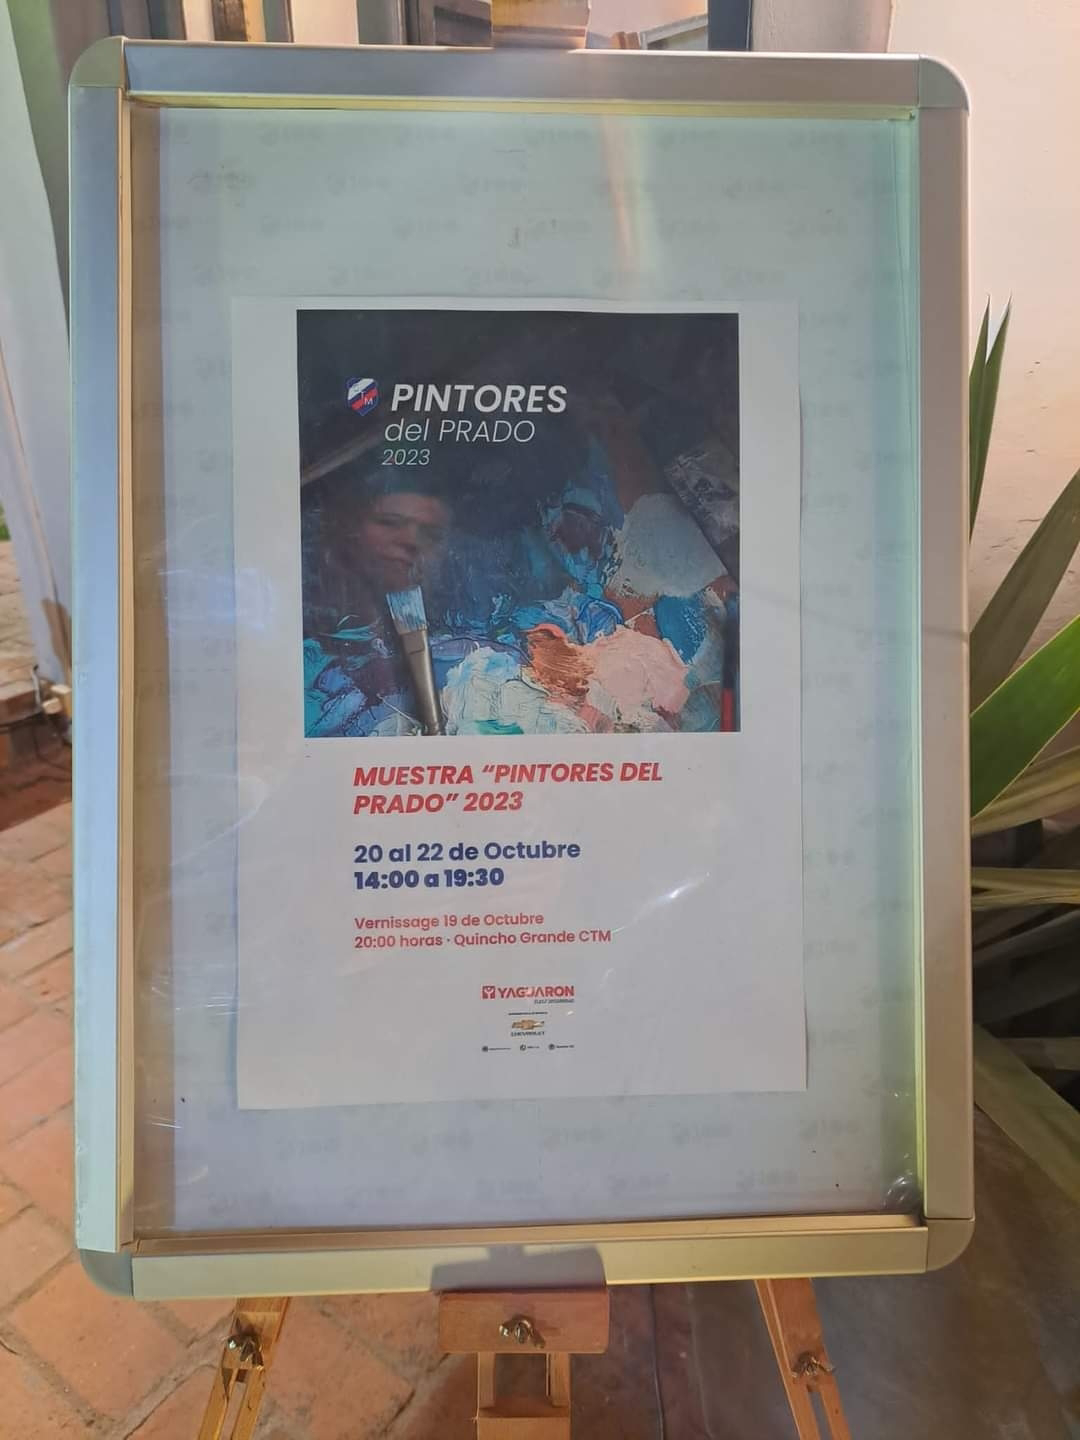 PINTORES
del PRADO
2023
MUESTRA “PINTORES DEL
PRADO” 2023
20 al 22 de Octubre
14:00 a 19:30
Vernissage 19 de Octubre
20:00 horas · Quincho Grande CTM
YAGUARON
CHEVROLET